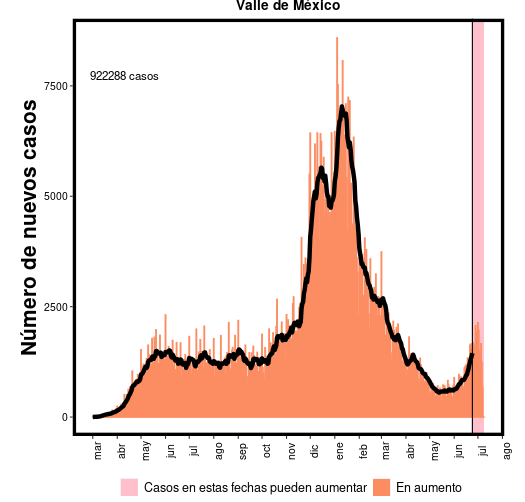 Valle de México
922288 casos
Número de nuevos casos
7500
5000
2500
0
mar abr may jun jul ago sep oct nov dic ene feb mar abr may jun jul ago
Casos en estas fechas pueden aumentar En aumento